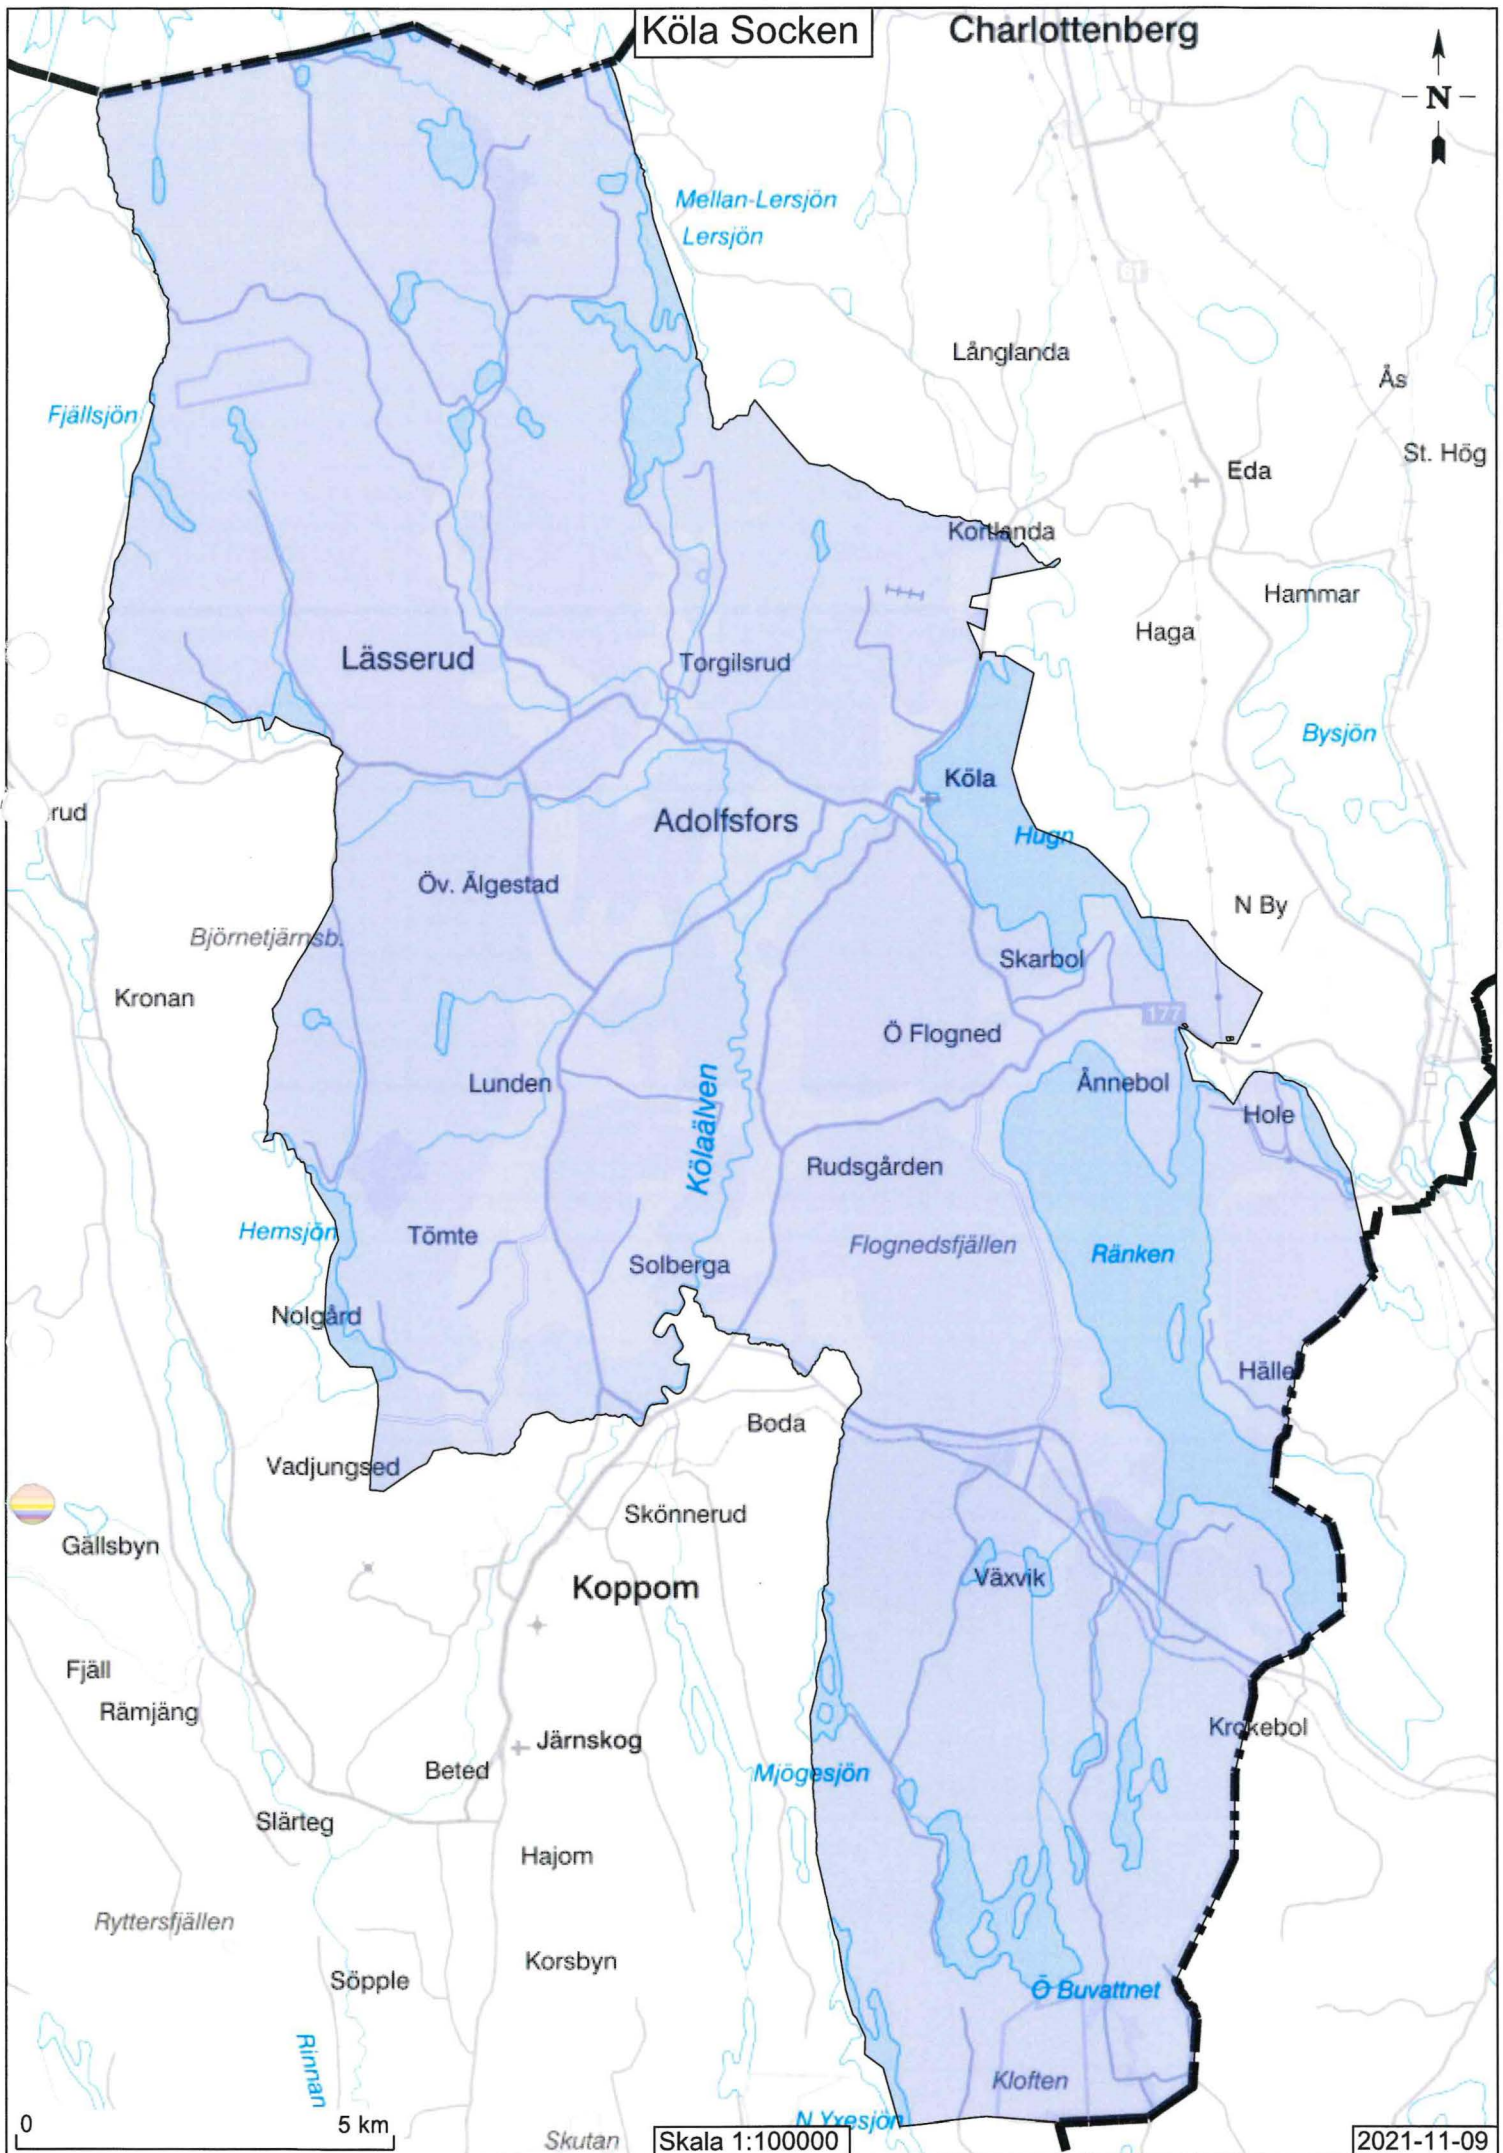 Köla Socken
Charlottenberg
N
Mellan-Lersjön
Lersjön
61
Långlanda
Ås
Fjällsjön
St. Hög
Eda
Kortlanda
Hammar
Haga
Lässerud
Torgilsrud
Bysjön
Köla
rud
Adolfsfors
Hugn
Öv. Älgestad
N By
Björnetjärnsb.
Skarbol
Kronan
177
Ö Flogned
Lunden
Ånnebol
Kölaälven
Hole
Rudsgården
Hemsjön
Tömte
Flognedsfjällen
Ränken
Solberga
Nolgård
Hälle
Boda
Vadjungsed
Skönnerud
Gällsbyn
Växvik
Koppom
Fjäll
Rämjäng
Krokebol
Järnskog
Beted
Mjögesjön
Slärteg
Hajom
Ryttersfjällen
Korsbyn
Söpple
Ö Buvattnet
Rinnan
Kloften
N Yxesjön
0 5 km
Skutan
Skala 1:100000
2021-11-09